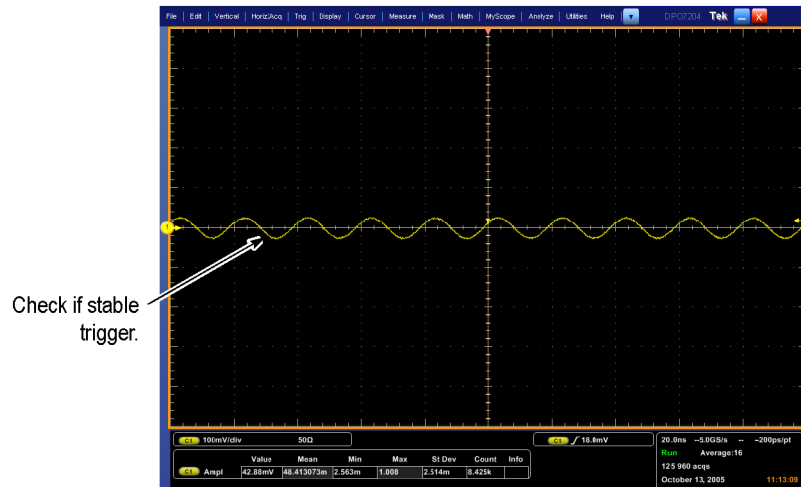 File | Edit | Vertical | Horiz/Acq | Trig | Display | Cursor | Measure | Mask | Math | MyScope | Analyze | Utilities | Help
DPO7204 Tek X
1
Check if stable
trigger.
C1 100mV/div 50Ω
C1 18.0mV
20.0ns --5.0GS/s -- --200ps/pt
Run Average:16
125 960 acqs
October 13, 2005 11:13:09
Value Mean Min Max St Dev Count Info
C1 Ampl 42.88mV 48.413073m 2.563m 1.008 2.514m 8.425k